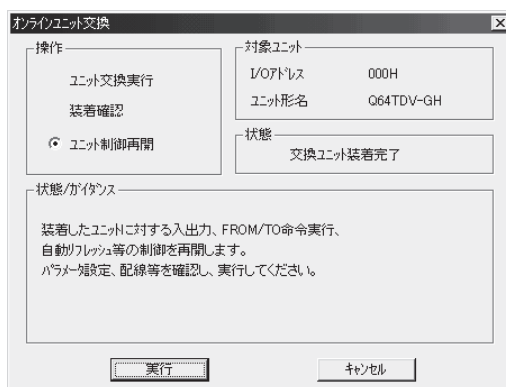 ｵﾝﾗｲﾝﾕﾆｯﾄ交換
操作
ﾕﾆｯﾄ交換実行
装着確認
ﾕﾆｯﾄ制御再開
対象ﾕﾆｯﾄ
I/Oｱﾄﾞﾚｽ 000H
ﾕﾆｯﾄ形名 Q64TDV-GH
状態
交換ﾕﾆｯﾄ装着完了
状態/ｶﾞｲﾀﾞﾝｽ
装着したﾕﾆｯﾄに対する入出力、FROM/TO命令実行、
自動ﾘﾌﾚｯｼｭ等の制御を再開します。
ﾊﾟﾗﾒｰﾀ設定、配線等を確認し、実行してください。
実行
ｷｬﾝｾﾙ